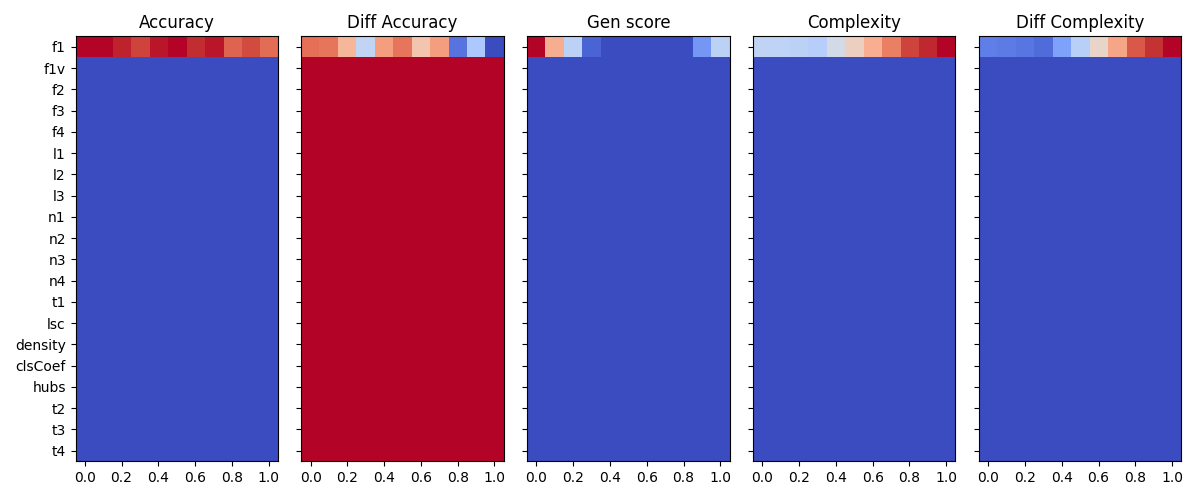 Accuracy Diff Accuracy Gen score Complexity Diff Complexity
f1
f1v
f2
f3
f4
l1
l2
l3
n1
n2
n3
n4
t1
lsc
density
clsCoef
hubs
t2
t3
t4
0.0 0.2 0.4 0.6 0.8 1.0 0.0 0.2 0.4 0.6 0.8 1.0 0.0 0.2 0.4 0.6 0.8 1.0 0.0 0.2 0.4 0.6 0.8 1.0 0.0 0.2 0.4 0.6 0.8 1.0